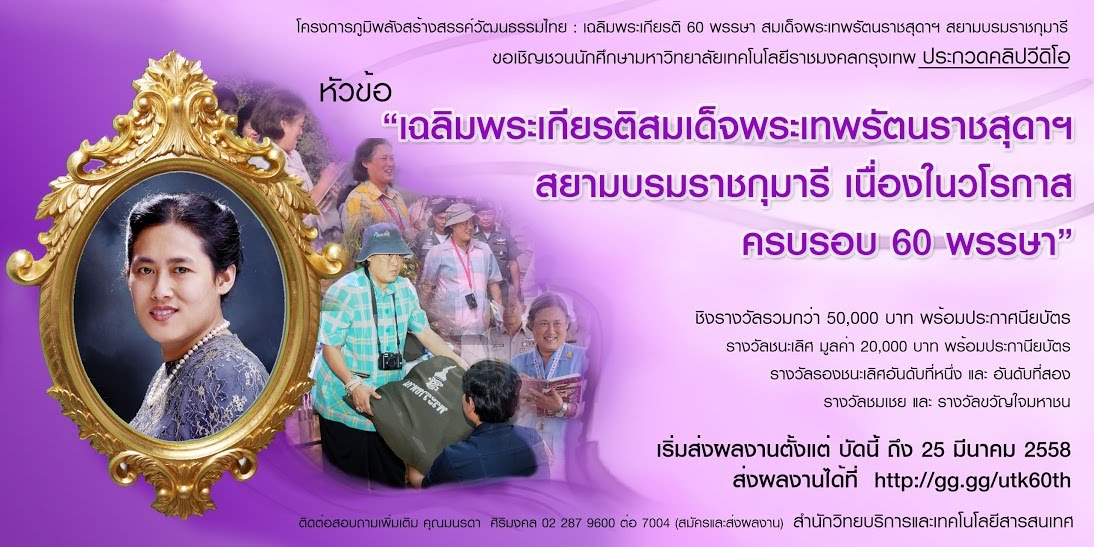 โครงการภูมิพลังสร้างสรรค์วัฒนธรรมไทย : เฉลิมพระเกียรติ 60 พรรษา สมเด็จพระเทพรัตนราชสุดาฯ สยามบรมราชกุมารี
ขอเชิญชวนนักศึกษามหาวิทยาลัยเทคโนโลยีราชมงคลกรุงเทพ ประกวดคลิปวีดิโอ
หัวข้อ
“เฉลิมพระเกียรติสมเด็จพระเทพรัตนราชสุดาฯ
สยามบรมราชกุมารี เนื่องในวโรกาส
ครบรอบ 60 พรรษา”
ชิงรางวัลรวมกว่า 50,000 บาท พร้อมประกาศนียบัตร
รางวัลชนะเลิศ มูลค่า 20,000 บาท พร้อมประกานียบัตร
รางวัลรองชนะเลิศอันดับที่หนึ่ง และ อันดับที่สอง
รางวัลชมเชย และ รางวัลขวัญใจมหาชน
เริ่มส่งผลงานตั้งแต่ บัดนี้ ถึง 25 มีนาคม 2558
ส่งผลงานได้ที่ http://gg.gg/utk60th
ติดต่อสอบถามเพิ่มเติม คุณมนรดา ศิริมงคล 02 287 9600 ต่อ 7004 (สมัครและส่งผลงาน) สำนักวิทยบริการและเทคโนโลยีสารสนเทศ